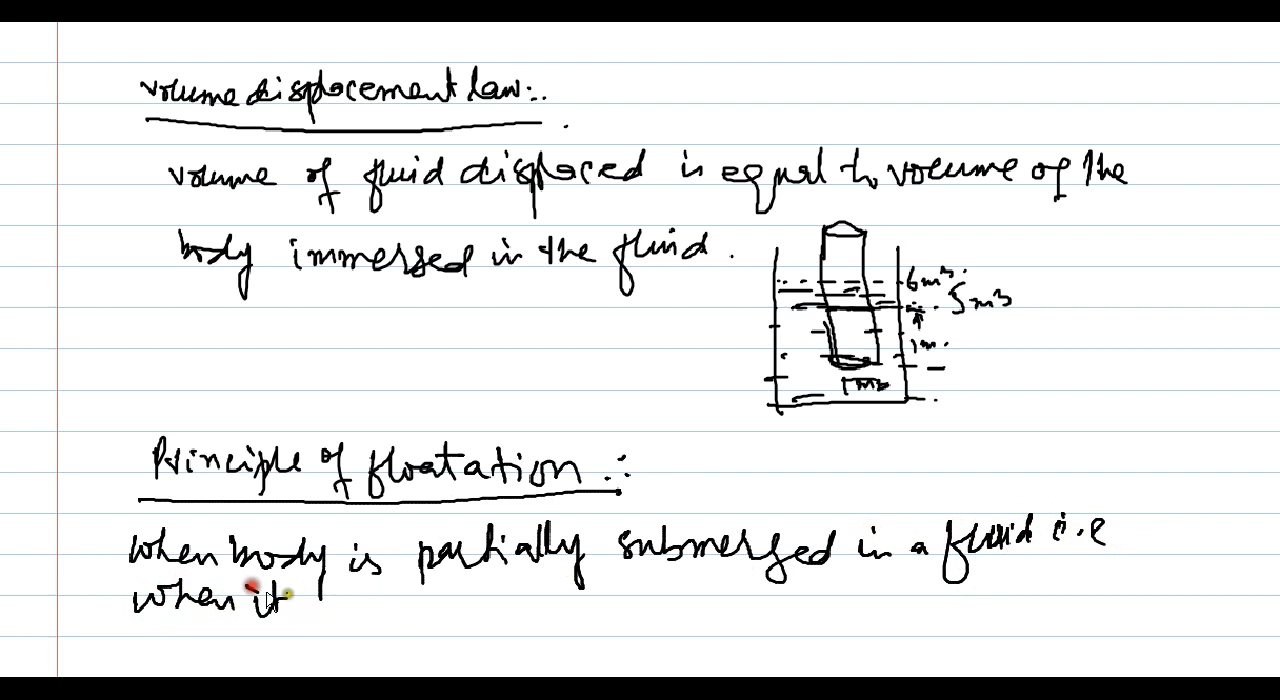 volume displacement law:.
volume of fluid displaced is equal to volume of the
body immersed in the fluid.
6m³.
5m³
1m.
1m³
Principle of floatation :
when body is partially submerged in a fluid i.e
when it